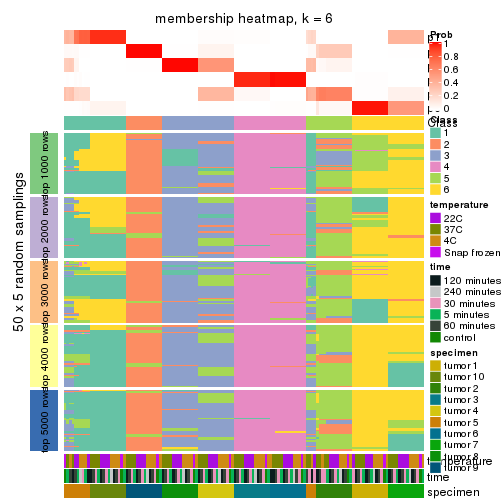 membership heatmap, k = 6
50 x 5 random samplings
top 1000 rows
top 2000 rows
top 3000 rows
top 4000 rows
top 5000 rows
Prob
1
0.8
0.6
0.4
0.2
0
Class
Class
1
2
3
4
5
6
temperature
22C
37C
4C
Snap frozen
time
120 minutes
240 minutes
30 minutes
5 minutes
60 minutes
control
specimen
tumor 1
tumor 10
tumor 2
tumor 3
tumor 4
tumor 5
tumor 6
tumor 7
tumor 8
tumor 9
temperature
time
specimen